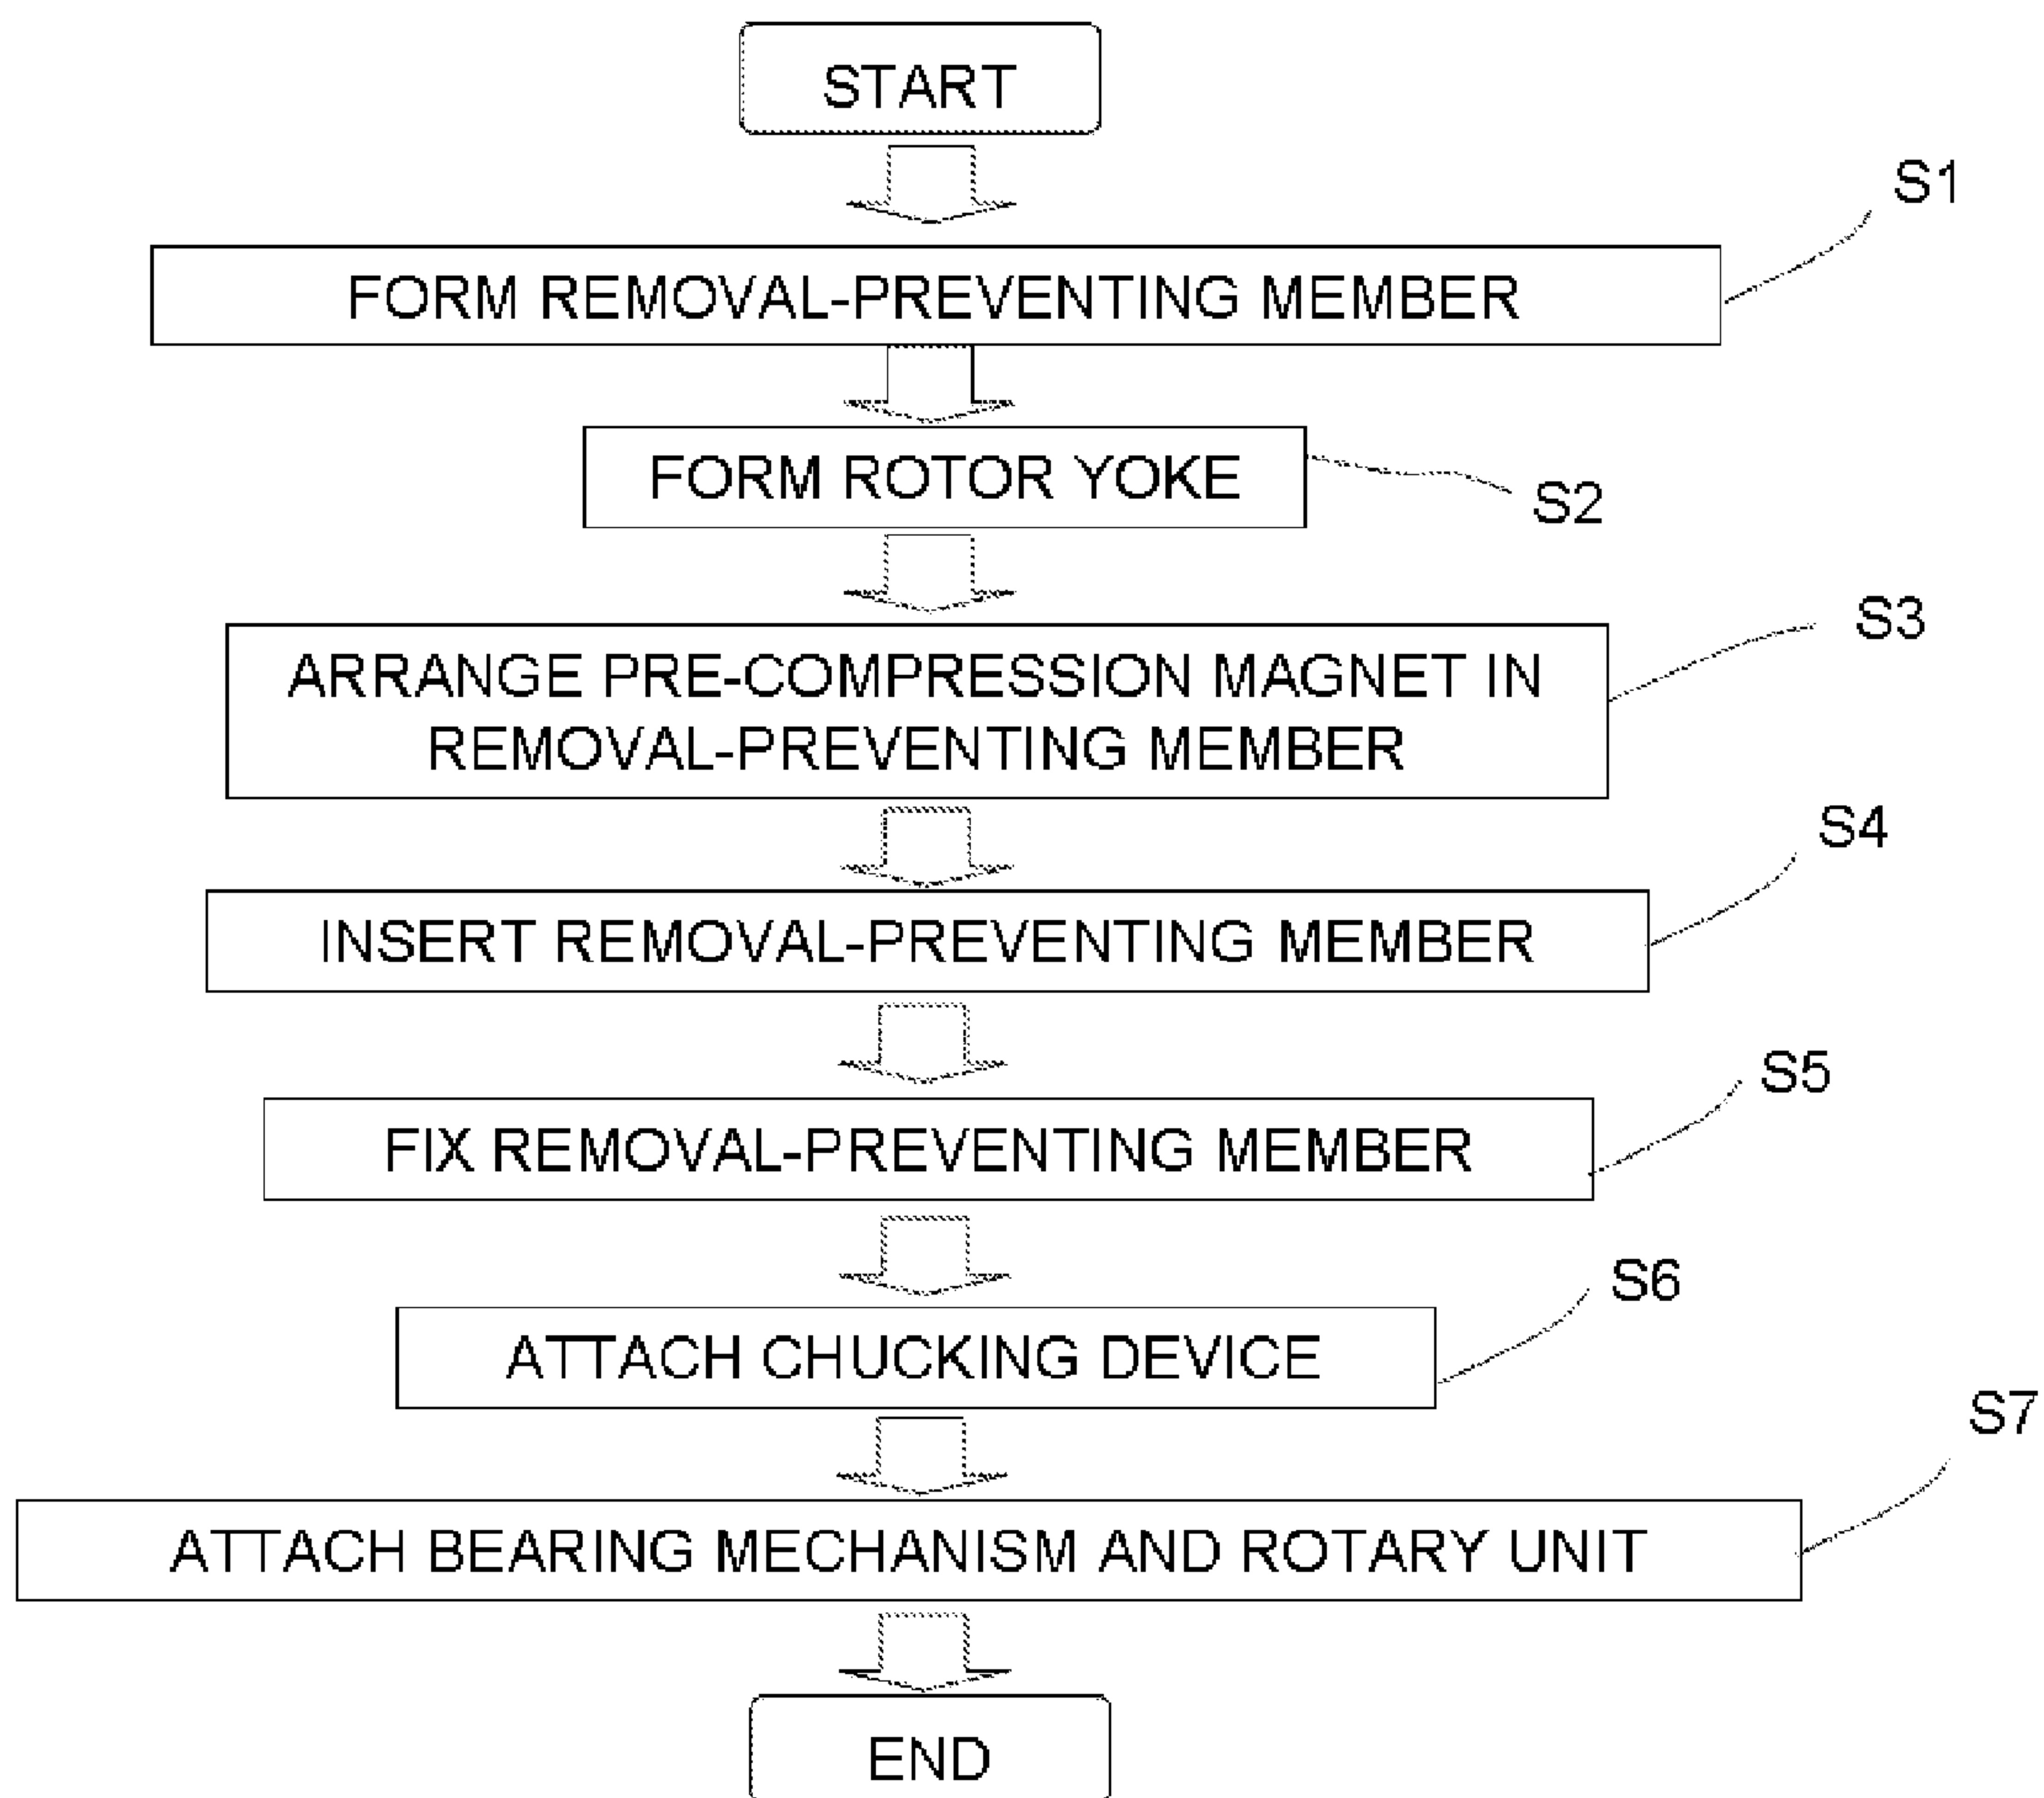 START
S1
FORM REMOVAL-PREVENTING MEMBER
FORM ROTOR YOKE
S2
S3
ARRANGE PRE-COMPRESSION MAGNET IN
REMOVAL-PREVENTING MEMBER
S4
INSERT REMOVAL-PREVENTING MEMBER
S5
FIX REMOVAL-PREVENTING MEMBER
S6
ATTACH CHUCKING DEVICE
S7
ATTACH BEARING MECHANISM AND ROTARY UNIT
END